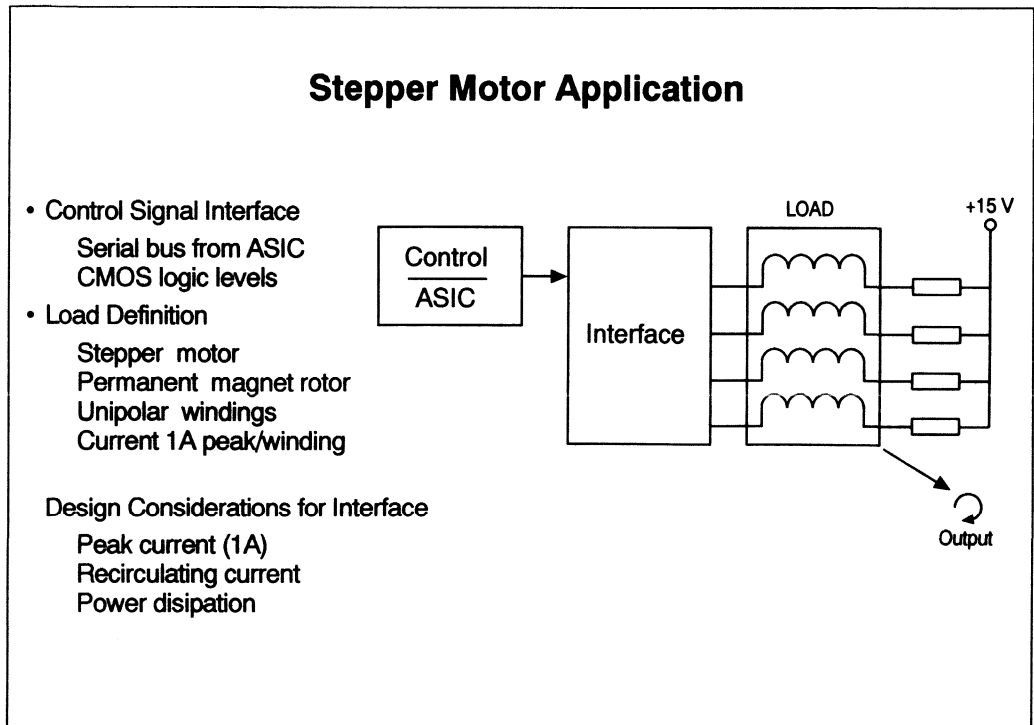 Stepper Motor Application
• Control Signal Interface
Serial bus from ASIC
CMOS logic levels
• Load Definition
Stepper motor
Permanent magnet rotor
Unipolar windings
Current 1A peak/winding
Design Considerations for Interface
Peak current (1A)
Recirculating current
Power disipation
Control
ASIC
Interface
LOAD
+15 V
Output